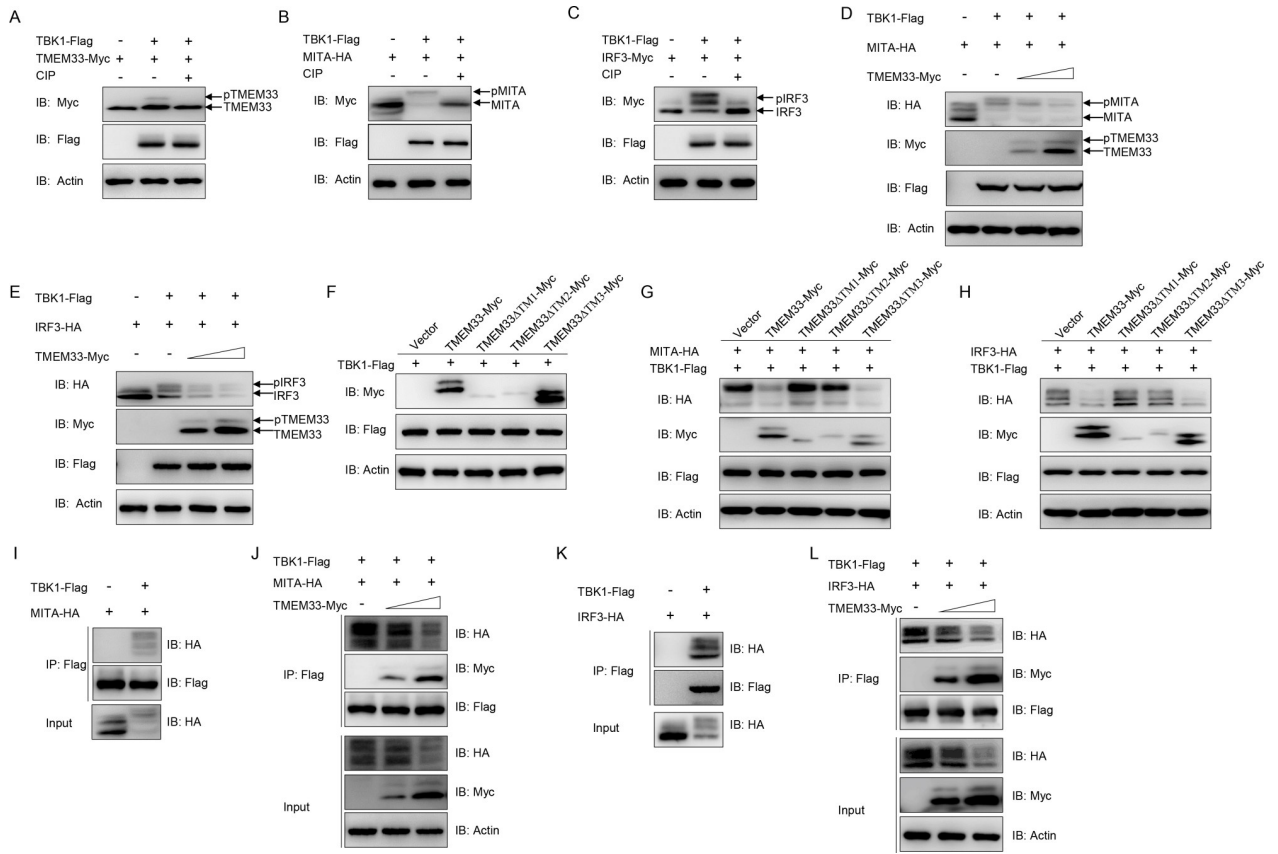 A
TBK1-Flag - + +
TMEM33-Myc + + +
CIP - - +
IB: Myc
pTMEM33
TMEM33
IB: Flag
IB: Actin
B
TBK1-Flag - + +
MITA-HA + + +
CIP - - +
IB: Myc
pMITA
MITA
IB: Flag
IB: Actin
C
TBK1-Flag - + +
IRF3-Myc + + +
CIP - - +
IB: Myc
pIRF3
IRF3
IB: Flag
IB: Actin
D
TBK1-Flag - + + +
MITA-HA + + + +
TMEM33-Myc - -
IB: HA
pMITA
MITA
IB: Myc
pTMEM33
TMEM33
IB: Flag
IB: Actin
E
TBK1-Flag - + + +
IRF3-HA + + + +
TMEM33-Myc - -
IB: HA
pIRF3
IRF3
IB: Myc
pTMEM33
TMEM33
IB: Flag
IB: Actin
F
Vector
TMEM33-Myc
TMEM33ΔTM1-Myc
TMEM33ΔTM2-Myc
TMEM33ΔTM3-Myc
TBK1-Flag + + + + +
IB: Myc
IB: Flag
IB: Actin
G
Vector
TMEM33-Myc
TMEM33ΔTM1-Myc
TMEM33ΔTM2-Myc
TMEM33ΔTM3-Myc
MITA-HA + + + + +
TBK1-Flag + + + + +
IB: HA
IB: Myc
IB: Flag
IB: Actin
H
Vector
TMEM33-Myc
TMEM33ΔTM1-Myc
TMEM33ΔTM2-Myc
TMEM33ΔTM3-Myc
IRF3-HA + + + + +
TBK1-Flag + + + + +
IB: HA
IB: Myc
IB: Flag
IB: Actin
I
TBK1-Flag - +
MITA-HA + +
IP: Flag
IB: HA
IB: Flag
Input
IB: HA
J
TBK1-Flag + + +
MITA-HA + + +
TMEM33-Myc -
IB: HA
IP: Flag
IB: Myc
IB: Flag
IB: HA
Input
IB: Myc
IB: Actin
K
TBK1-Flag - +
IRF3-HA + +
IP: Flag
IB: HA
IB: Flag
Input
IB: HA
L
TBK1-Flag + + +
IRF3-HA + + +
TMEM33-Myc -
IB: HA
IP: Flag
IB: Myc
IB: Flag
IB: HA
Input
IB: Myc
IB: Actin